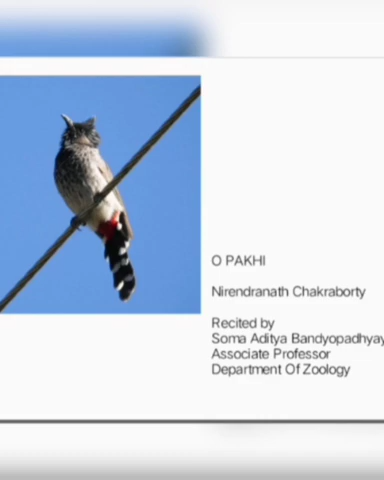 O PAKHI
Nirendranath Chakraborty
Recited by
Soma Aditya Bandyopadhyay
Associate Professor
Department Of Zoology